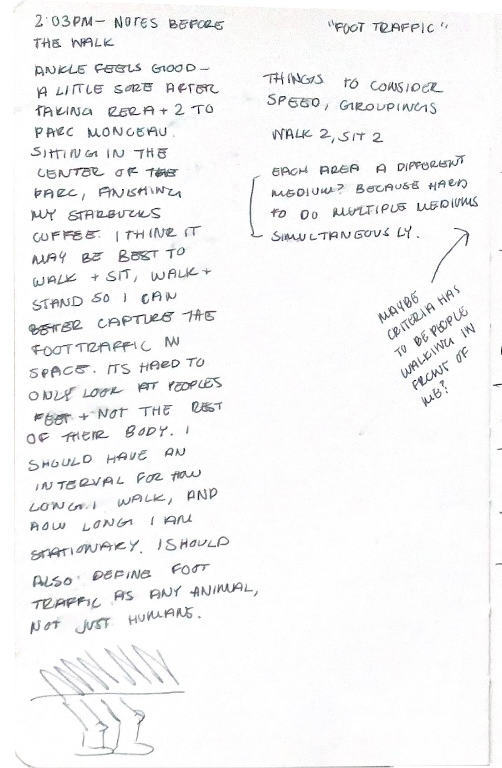 2:03PM - NOTES BEFORE
THE WALK
ANKLE FEELS GOOD -
A LITTLE SORE AFTER
TAKING RERA + 2 TO
PARC MONCEAU.
SITTING IN THE
CENTER OF THE
PARC, FINISHING
MY STARBUCKS
COFFEE. I THINK IT
MAY BE BEST TO
WALK + SIT, WALK +
STAND SO I CAN
BETTER CAPTURE THE
FOOT TRAFFIC IN
SPACE. ITS HARD TO
ONLY LOOK AT PEOPLES
FEET + NOT THE REST
OF THEIR BODY. I
SHOULD HAVE AN
INTERVAL FOR HOW
LONG I WALK, AND
HOW LONG I AM
STATIONARY. I SHOULD
ALSO DEFINE FOOT
TRAFFIC AS ANY ANIMAL,
NOT JUST HUMANS.
"FOOT TRAFFIC"
THINGS TO CONSIDER
SPEED, GROUPINGS
WALK 2, SIT 2
EACH AREA A DIFFERENT
MEDIUM? BECAUSE HARD
TO DO MULTIPLE MEDIUMS
SIMULTANEOUSLY.
MAYBE
CRITERIA HAS
TO BE PEOPLE
WALKING IN
FRONT OF
ME?